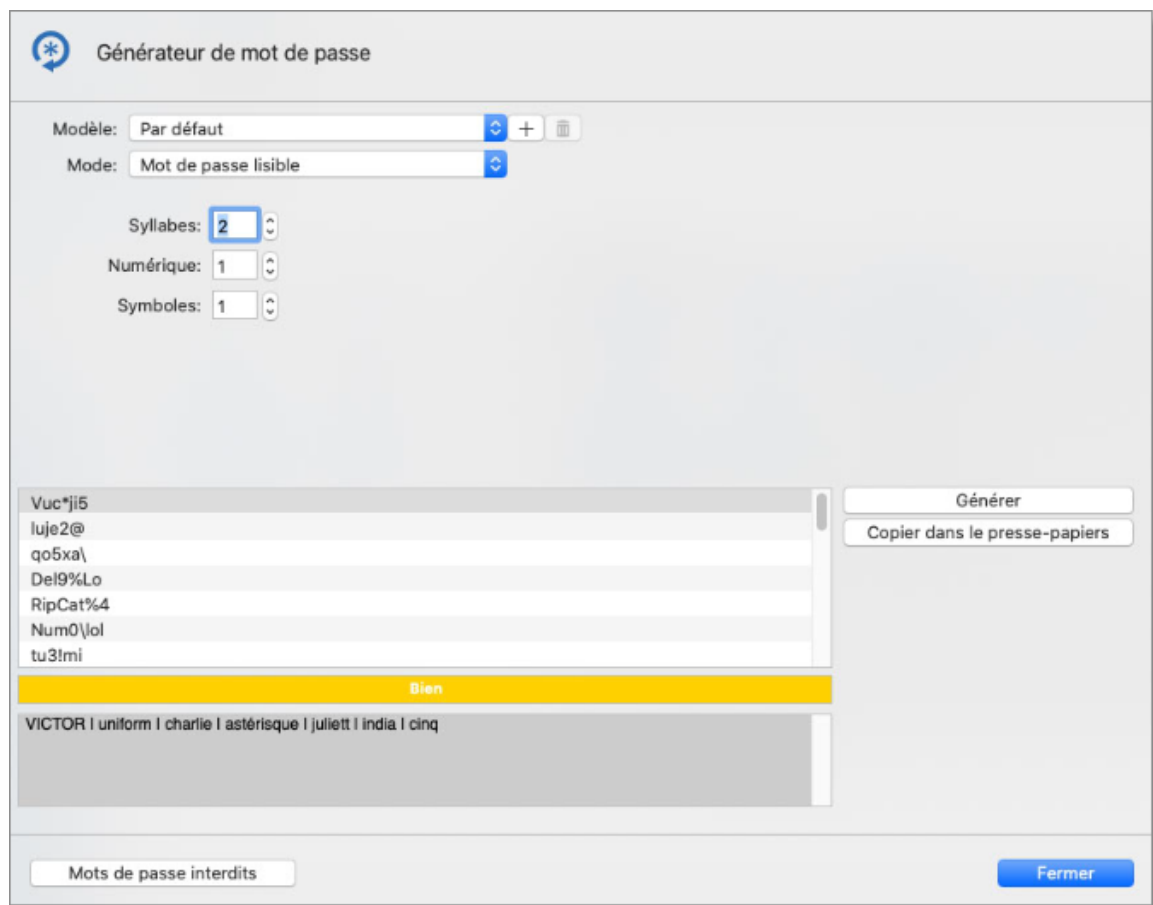 Générateur de mot de passe
Modèle: Par défaut
Mode: Mot de passe lisible
Syllabes: 2
Numérique: 1
Symboles: 1
Vuc*ji5
luje2@
qo5xa\
Del9%Lo
RipCat%4
Num0\lol
tu3!mi
Générer
Copier dans le presse-papiers
Bien
VICTOR | uniform | charlie | astérisque | juliett | india | cinq
Mots de passe interdits
Fermer